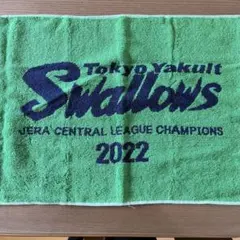 Tokyo Yakult
Swallows
JERA CENTRAL LEAGUE CHAMPIONS
2022